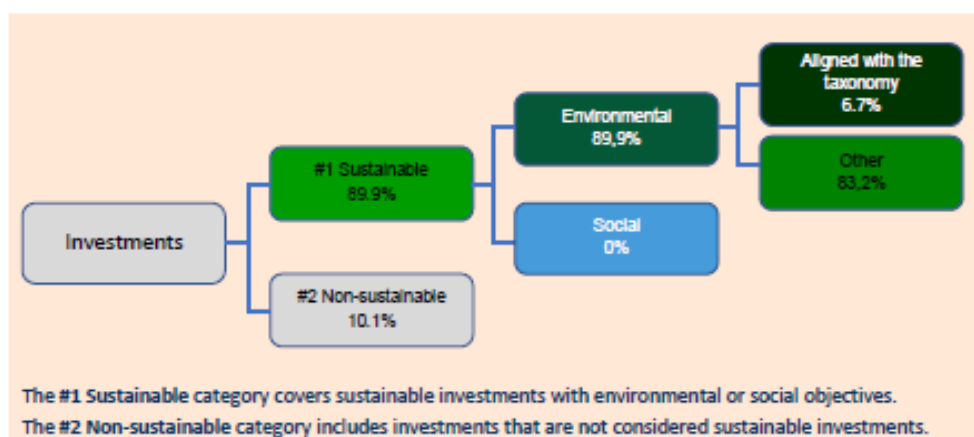 Aligned with the
taxonomy
6.7%
Environmental
89,9%
Other
83,2%
#1 Sustainable
89.9%
Social
0%
Investments
#2 Non-sustainable
10.1%
The #1 Sustainable category covers sustainable investments with environmental or social objectives.
The #2 Non-sustainable category includes investments that are not considered sustainable investments.